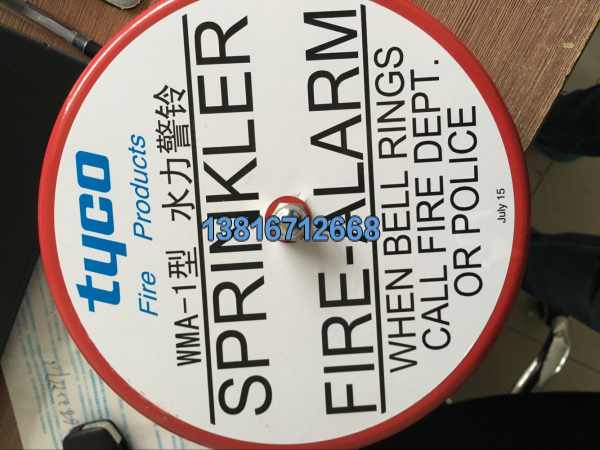 tyco
Fire Products
WMA-1型 水力警铃
SPRINKLER
FIRE-ALARM
WHEN BELL RINGS
CALL FIRE DEPT.
OR POLICE
July 15
13816712668